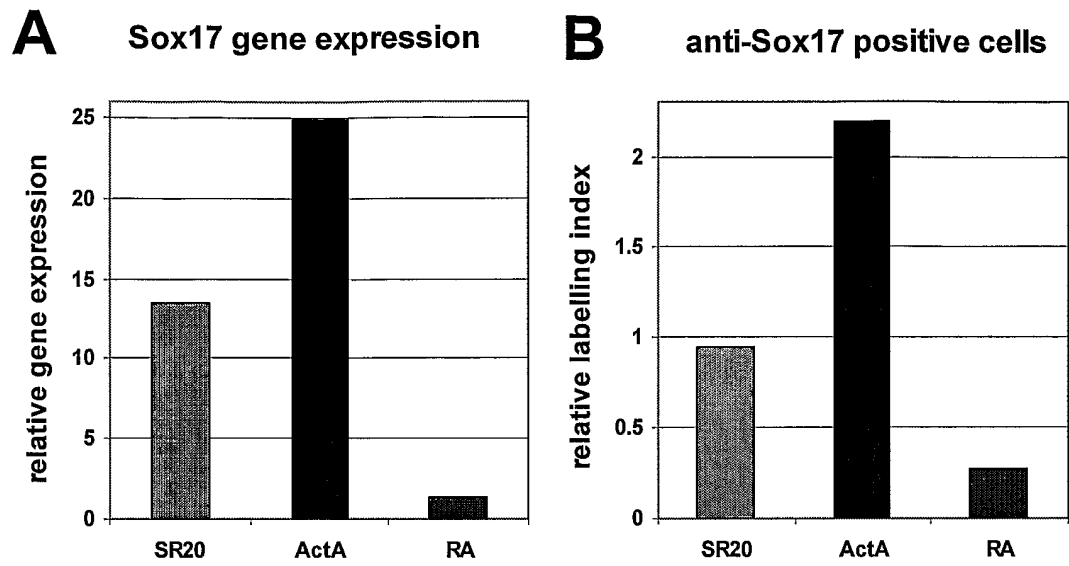 A
Sox17 gene expression
relative gene expression
25
20
15
10
5
0
SR20
ActA
RA
B
anti-Sox17 positive cells
relative labelling index
2
1.5
1
0.5
0
SR20
ActA
RA